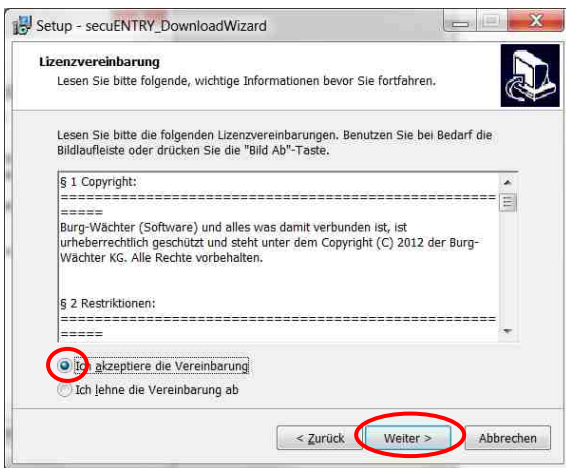 Setup - secuENTRY_DownloadWizard
Lizenzvereinbarung
Lesen Sie bitte folgende, wichtige Informationen bevor Sie fortfahren.
Lesen Sie bitte die folgenden Lizenzvereinbarungen. Benutzen Sie bei Bedarf die
Bildlaufleiste oder drücken Sie die "Bild Ab"-Taste.
§ 1 Copyright:
====================================================
=====
Burg-Wächter (Software) und alles was damit verbunden ist, ist
urheberrechtlich geschützt und steht unter dem Copyright (C) 2012 der Burg-
Wächter KG. Alle Rechte vorbehalten.
§ 2 Restriktionen:
====================================================
=====
Ich akzeptiere die Vereinbarung
Ich lehne die Vereinbarung ab
< Zurück Weiter > Abbrechen